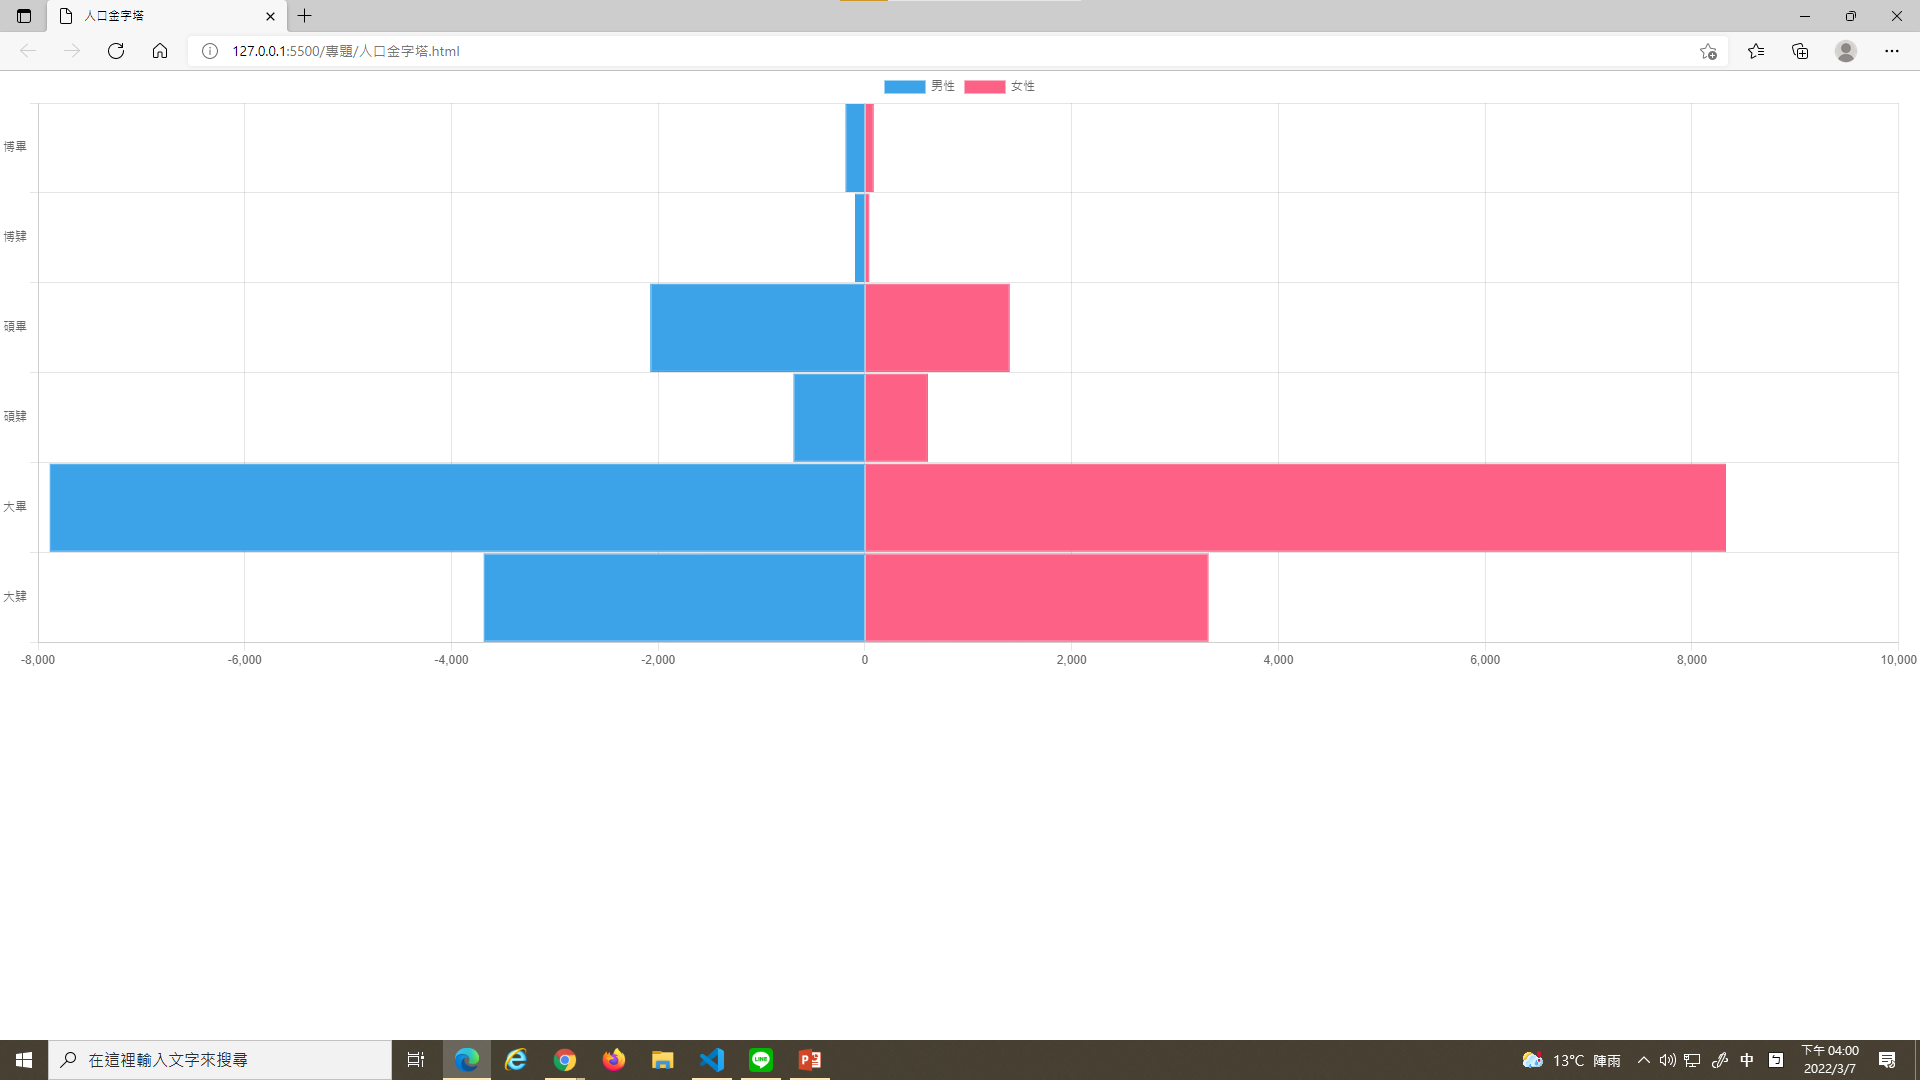 人口金字塔
127.0.0.1:5500/專題/人口金字塔.html
男性 女性
博畢
博肄
碩畢
碩肄
大畢
大肄
-8,000 -6,000 -4,000 -2,000 0 2,000 4,000 6,000 8,000 10,000
在這裡輸入文字來搜尋
LINE
P
13°C 陣雨
中
ㄅ
下午 04:00
2022/3/7